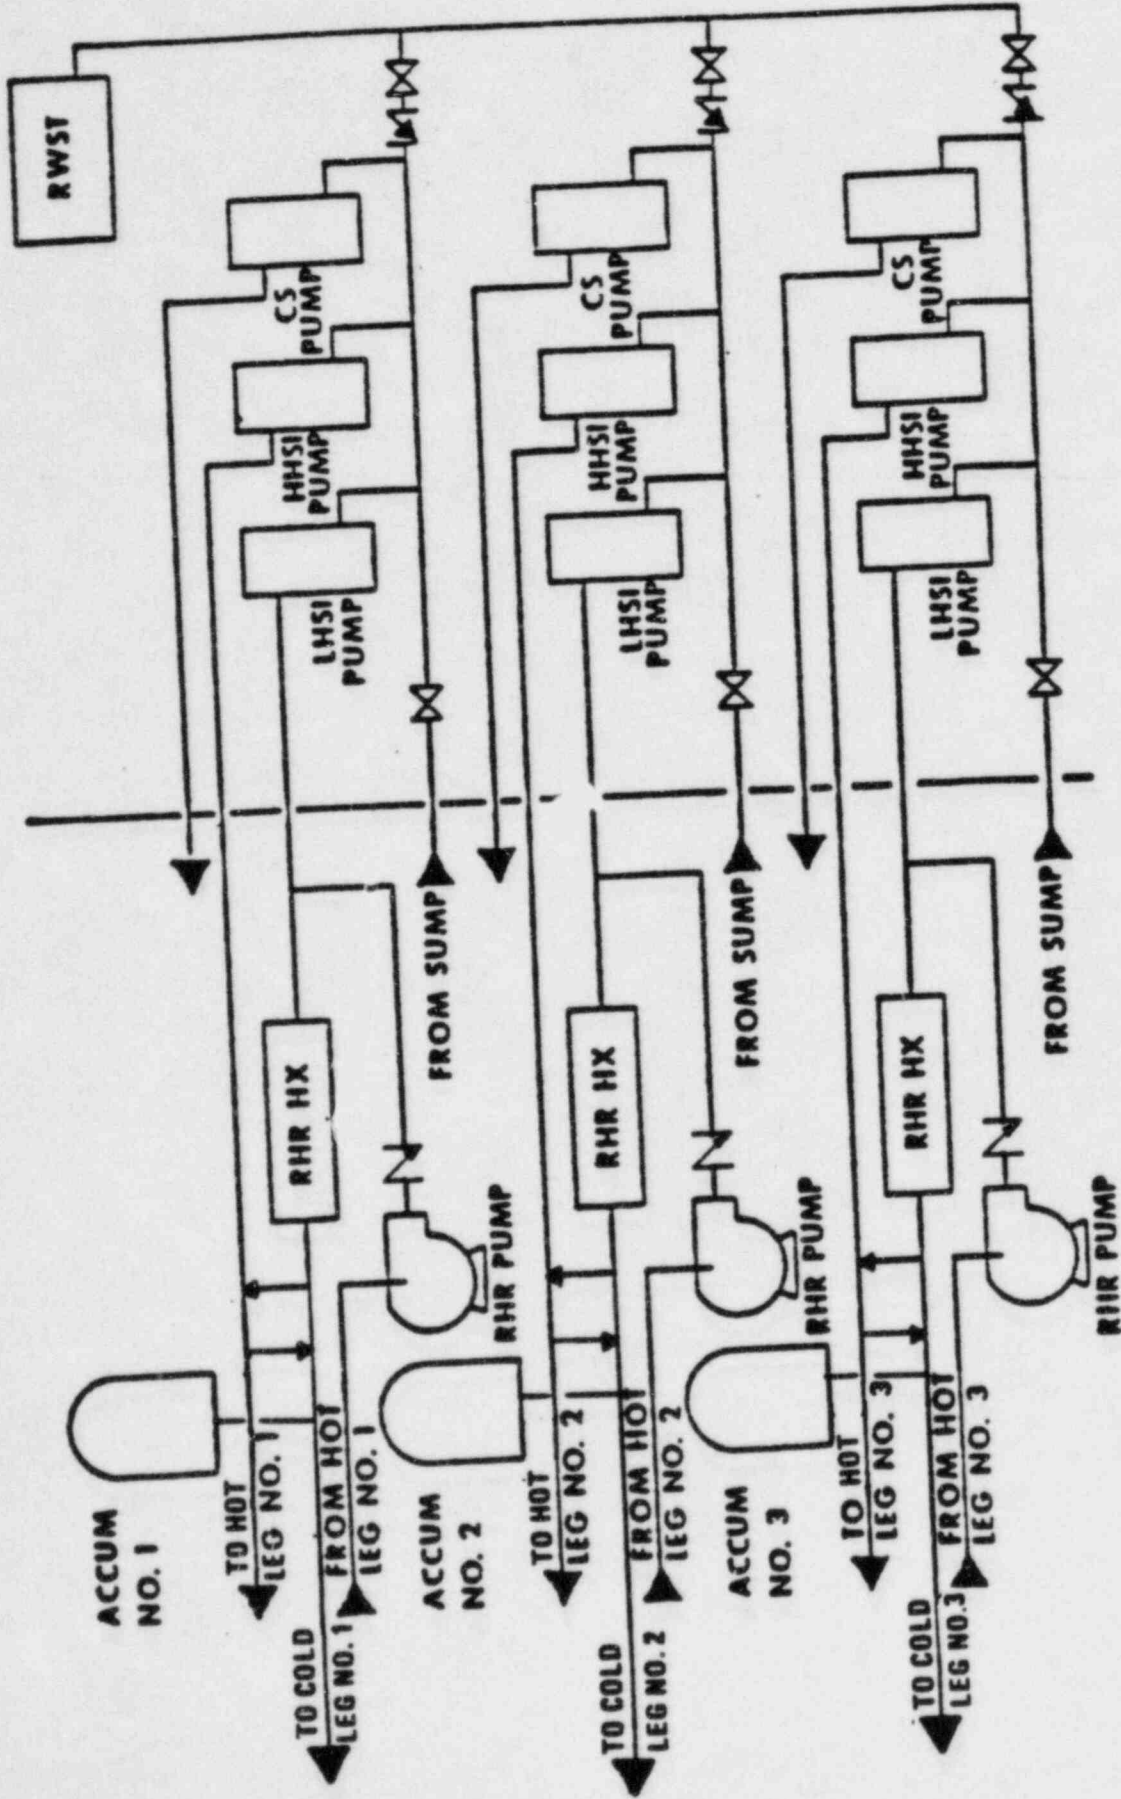 RWST
CS
PUMP
HHSI
PUMP
LHSI
PUMP
FROM SUMP
RHR HX
RHR PUMP
ACCUM
NO. 1
TO HOT
LEG NO. 1
FROM HOT
LEG NO. 1
TO COLD
LEG NO. 1
CS
PUMP
HHSI
PUMP
LHSI
PUMP
FROM SUMP
RHR HX
RHR PUMP
ACCUM
NO. 2
TO HOT
LEG NO. 2
FROM HOT
LEG NO. 2
TO COLD
LEG NO. 2
CS
PUMP
HHSI
PUMP
LHSI
PUMP
FROM SUMP
RHR HX
RHR PUMP
ACCUM
NO. 3
TO HOT
LEG NO. 3
FROM HOT
LEG NO. 3
TO COLD
LEG NO.3